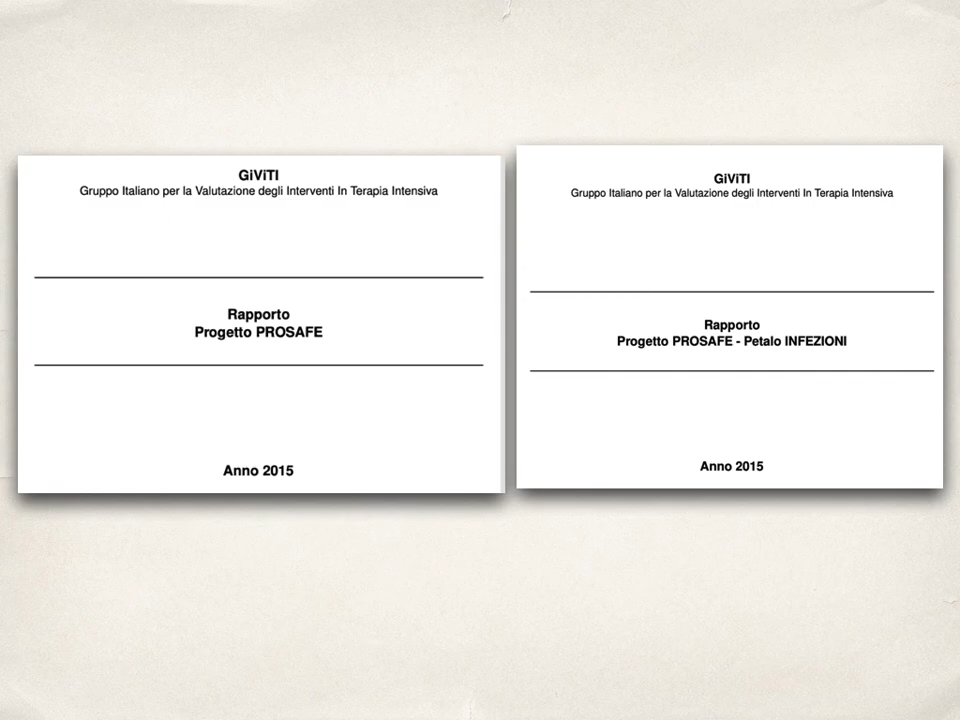 GiViTI
Gruppo Italiano per la Valutazione degli Interventi In Terapia Intensiva
Rapporto
Progetto PROSAFE
Anno 2015
GiViTI
Gruppo Italiano per la Valutazione degli Interventi In Terapia Intensiva
Rapporto
Progetto PROSAFE - Petalo INFEZIONI
Anno 2015